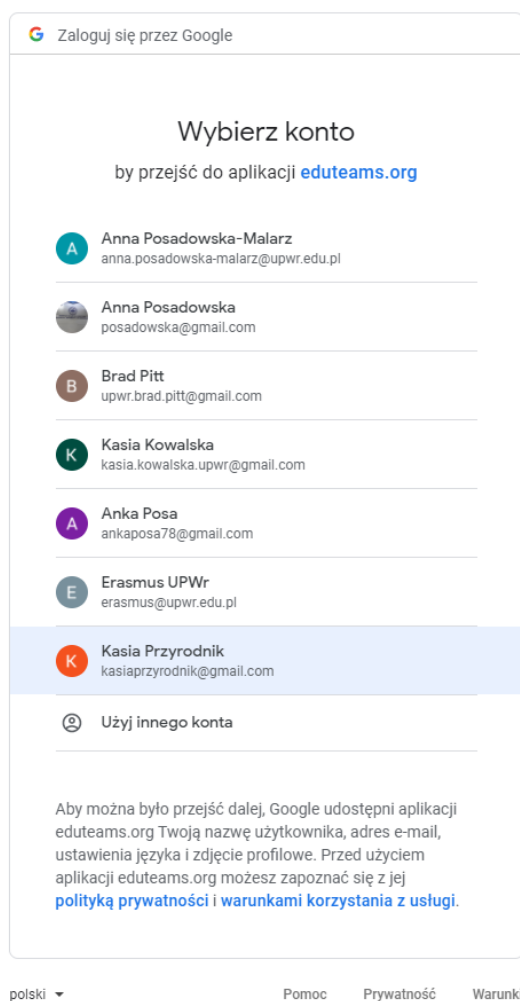 Zaloguj się przez Google
Wybierz konto
by przejść do aplikacji eduteams.org
A
Anna Posadowska-Malarz
anna.posadowska-malarz@upwr.edu.pl
Anna Posadowska
posadowska@gmail.com
B
Brad Pitt
upwr.brad.pitt@gmail.com
K
Kasia Kowalska
kasia.kowalska.upwr@gmail.com
A
Anka Posa
ankaposa78@gmail.com
E
Erasmus UPWr
erasmus@upwr.edu.pl
K
Kasia Przyrodnik
kasiaprzyrodnik@gmail.com
Użyj innego konta
Aby można było przejść dalej, Google udostępni aplikacji
eduteams.org Twoją nazwę użytkownika, adres e-mail,
ustawienia języka i zdjęcie profilowe. Przed użyciem
aplikacji eduteams.org możesz zapoznać się z jej
polityką prywatności i warunkami korzystania z usługi.
polski Pomoc Prywatność Warunk